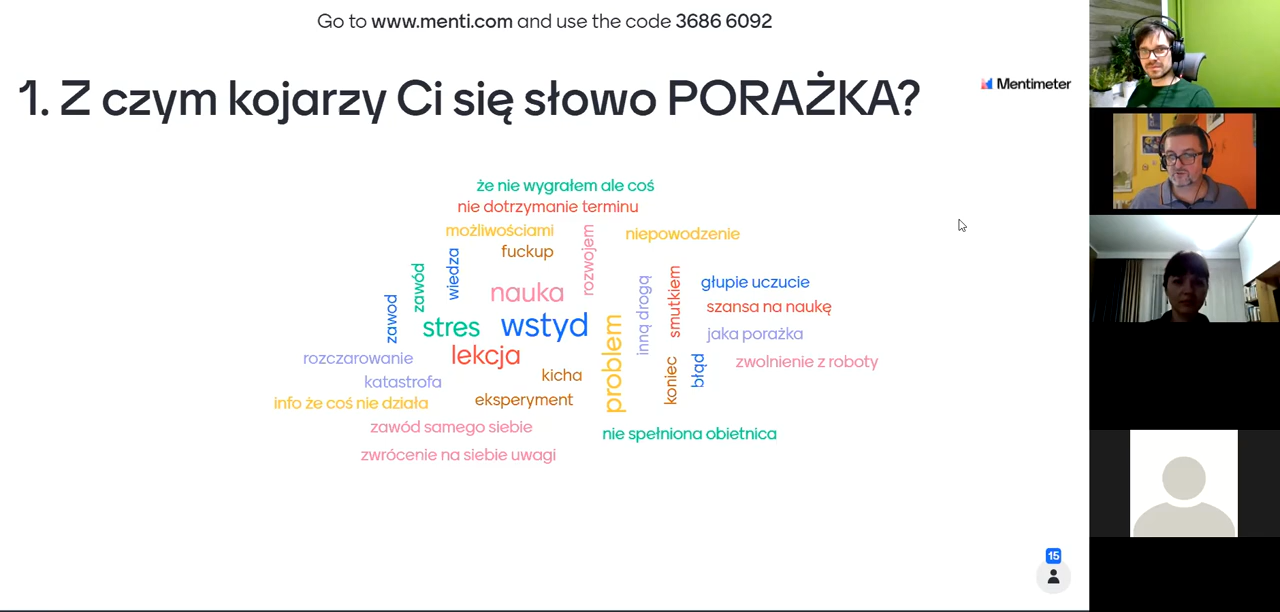 Go to www.menti.com and use the code 3686 6092
1. Z czym kojarzy Ci się słowo PORAŻKA?
Mentimeter
że nie wygrałem ale coś
nie dotrzymanie terminu
możliwościami
rozwojem
niepowodzenie
fuckup
wiedza
zawód
zawod
nauka
inną drogą
smutkiem
głupie uczucie
szansa na naukę
stres
wstyd
problem
jaka porażka
lekcja
rozczarowanie
koniec
błąd
zwolnienie z roboty
kicha
katastrofa
info że coś nie działa
eksperyment
zawód samego siebie
nie spełniona obietnica
zwrócenie na siebie uwagi
15